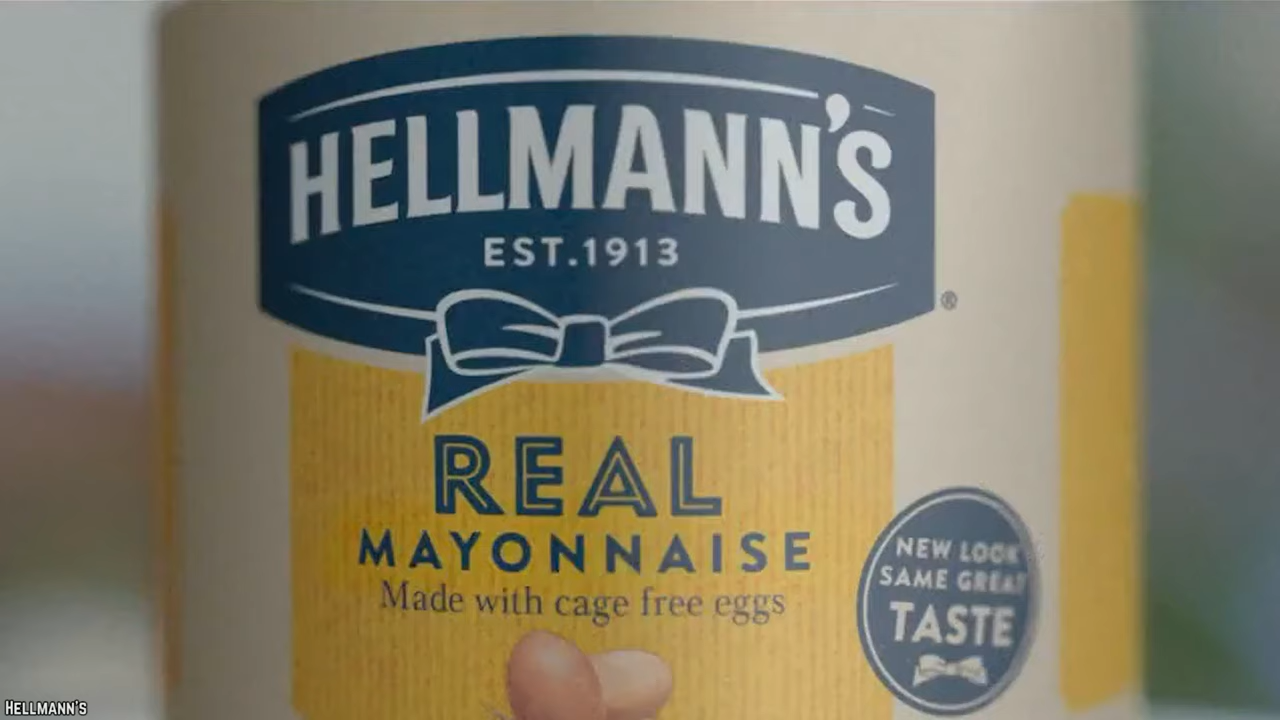 HELLMANN'S
EST.1913
®
REAL
MAYONNAISE
Made with cage free eggs
NEW LOOK
SAME GREAT
TASTE
HELLMANN'S